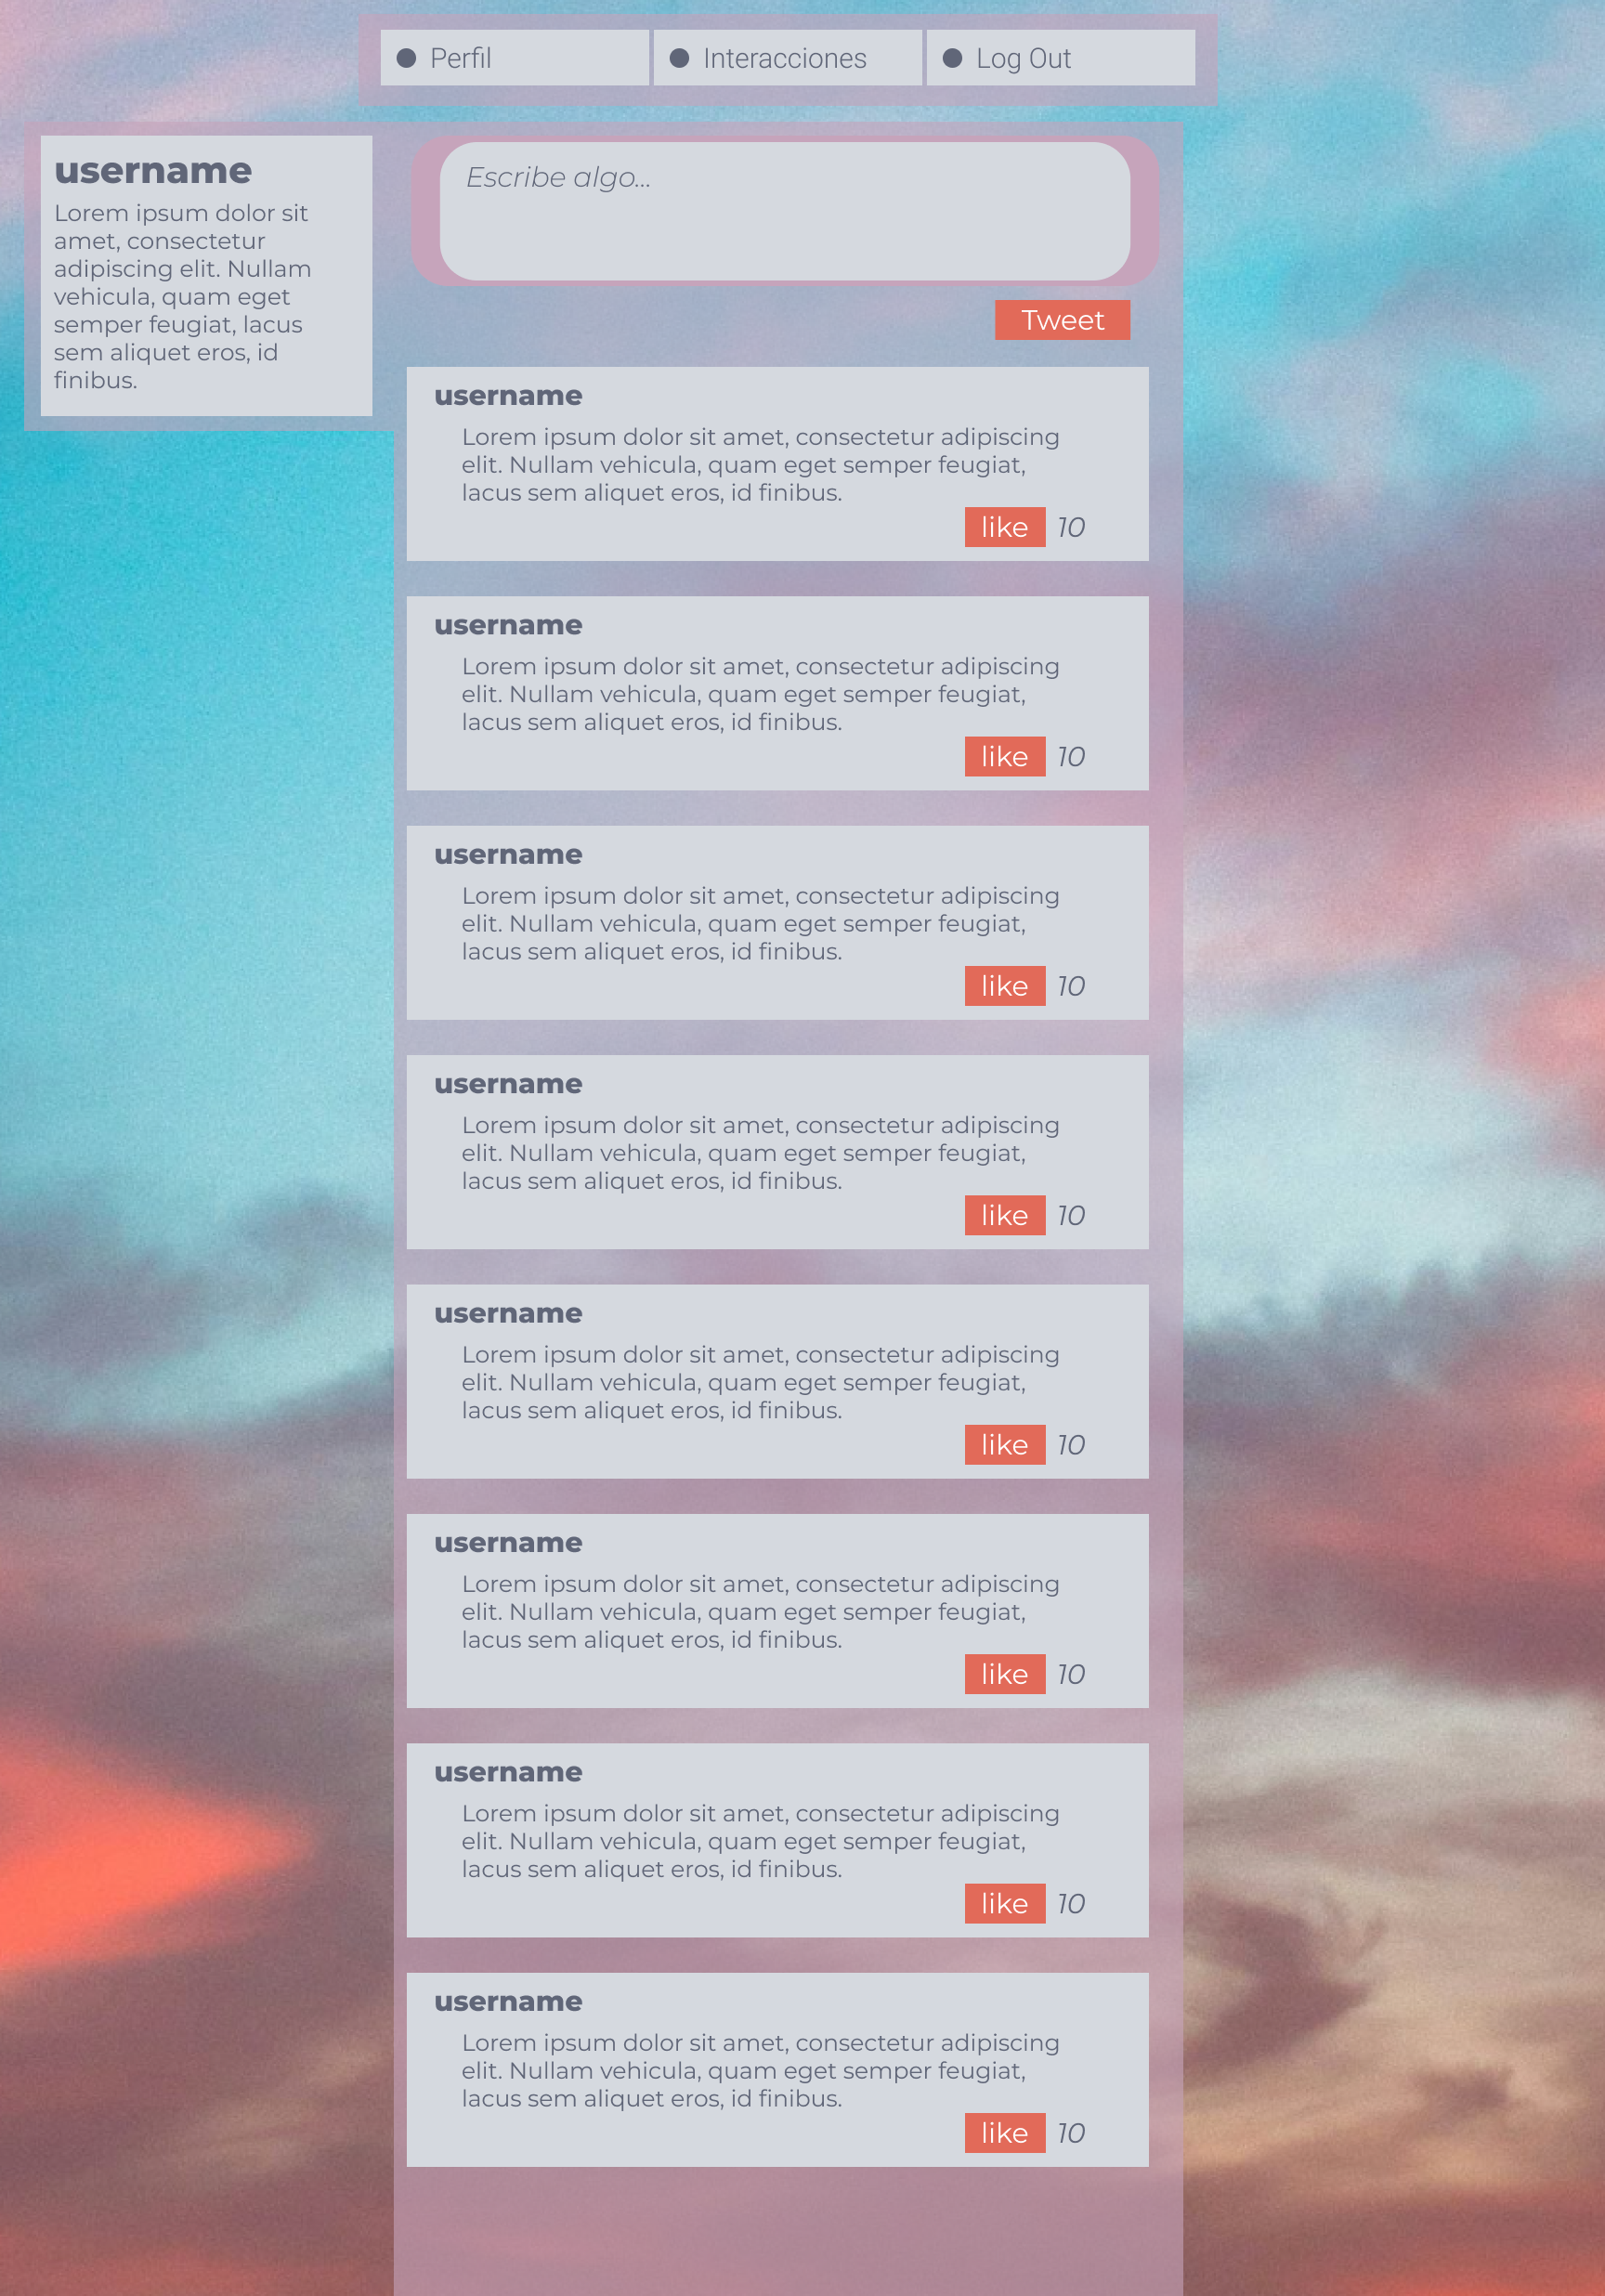 Perfil
Interacciones
Log Out
username
Lorem ipsum dolor sit
amet, consectetur
adipiscing elit. Nullam
vehicula, quam eget
semper feugiat, lacus
sem aliquet eros, id
finibus.
Escribe algo...
Tweet
username
Lorem ipsum dolor sit amet, consectetur adipiscing
elit. Nullam vehicula, quam eget semper feugiat,
lacus sem aliquet eros, id finibus.
like 10
username
Lorem ipsum dolor sit amet, consectetur adipiscing
elit. Nullam vehicula, quam eget semper feugiat,
lacus sem aliquet eros, id finibus.
like 10
username
Lorem ipsum dolor sit amet, consectetur adipiscing
elit. Nullam vehicula, quam eget semper feugiat,
lacus sem aliquet eros, id finibus.
like 10
username
Lorem ipsum dolor sit amet, consectetur adipiscing
elit. Nullam vehicula, quam eget semper feugiat,
lacus sem aliquet eros, id finibus.
like 10
username
Lorem ipsum dolor sit amet, consectetur adipiscing
elit. Nullam vehicula, quam eget semper feugiat,
lacus sem aliquet eros, id finibus.
like 10
username
Lorem ipsum dolor sit amet, consectetur adipiscing
elit. Nullam vehicula, quam eget semper feugiat,
lacus sem aliquet eros, id finibus.
like 10
username
Lorem ipsum dolor sit amet, consectetur adipiscing
elit. Nullam vehicula, quam eget semper feugiat,
lacus sem aliquet eros, id finibus.
like 10
username
Lorem ipsum dolor sit amet, consectetur adipiscing
elit. Nullam vehicula, quam eget semper feugiat,
lacus sem aliquet eros, id finibus.
like 10